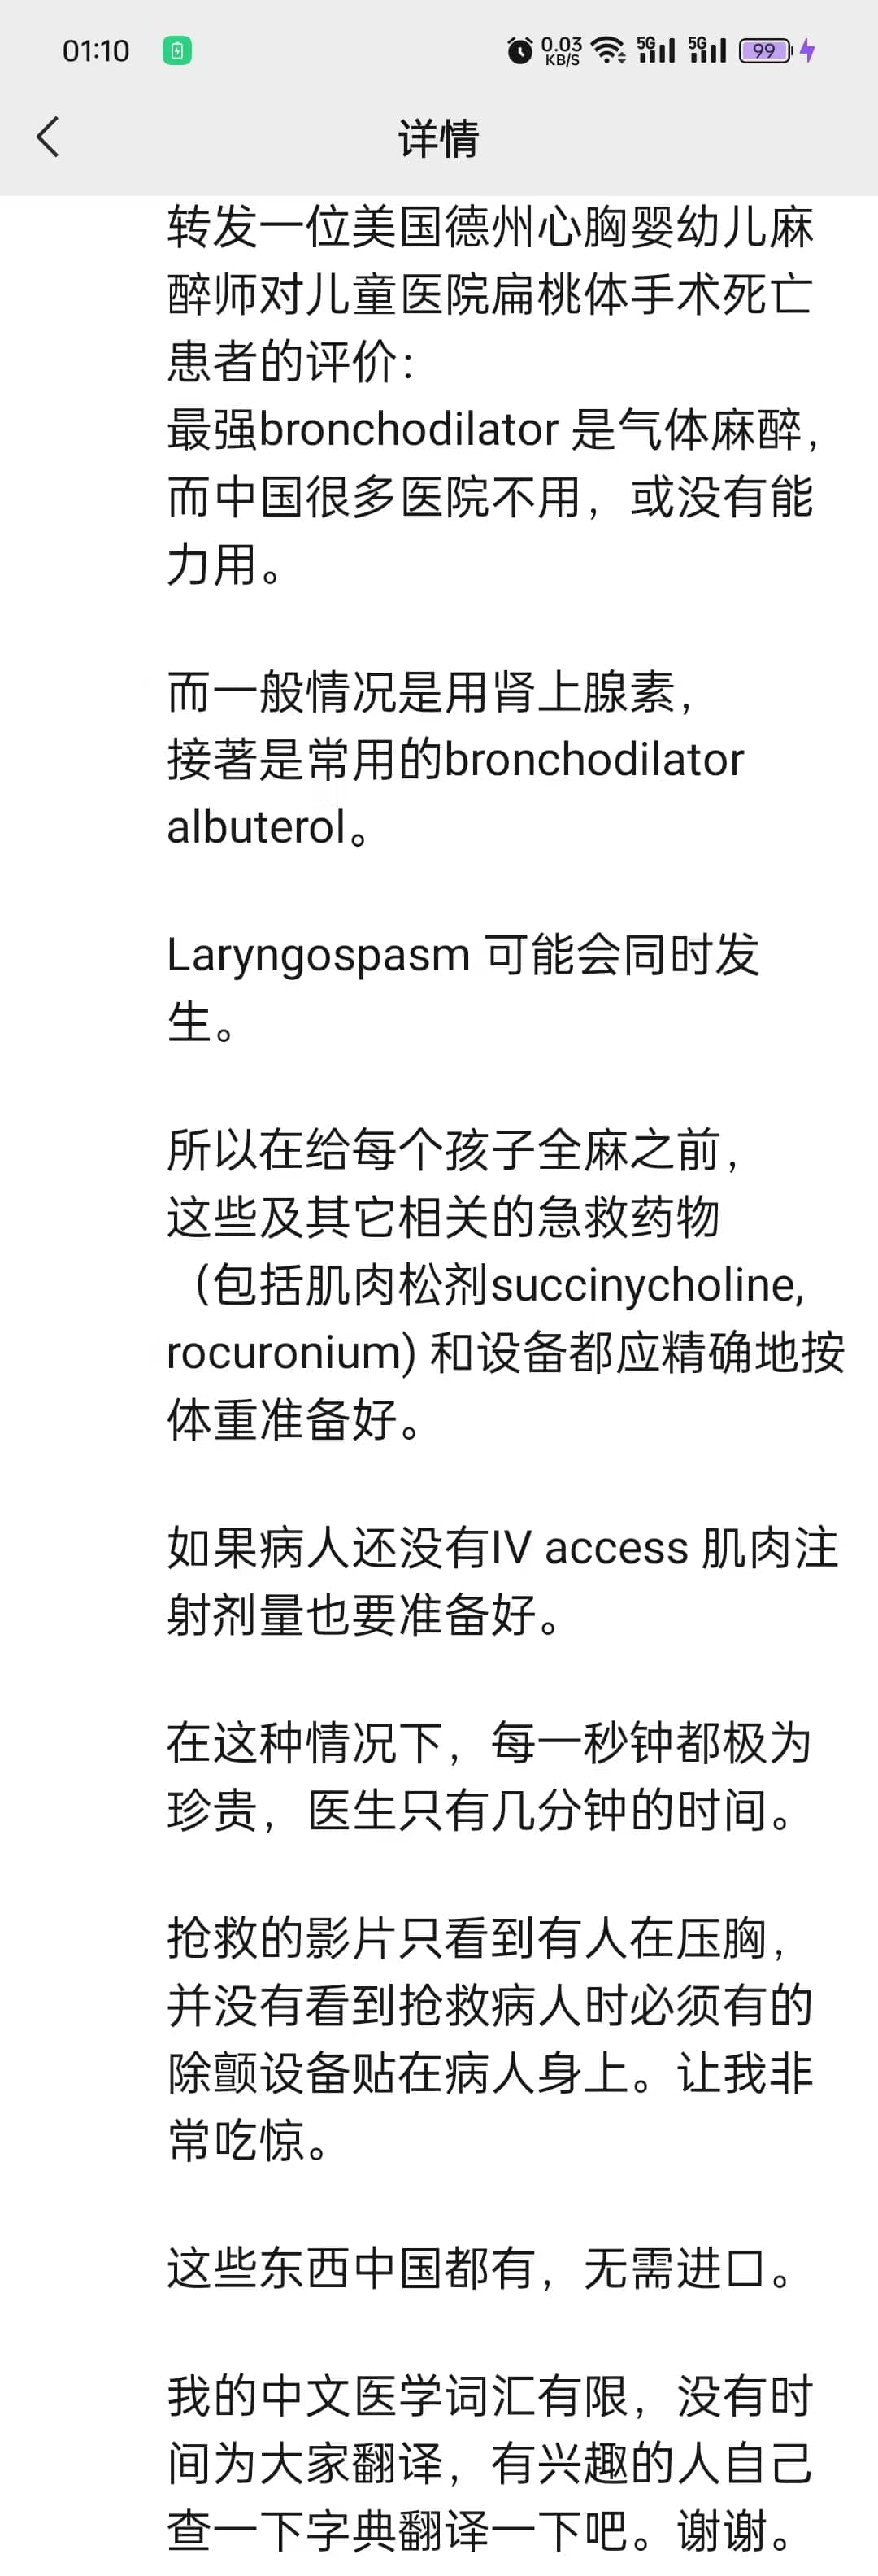 01:10
0.03
KB/S
5G
5G
99
详情
转发一位美国德州心胸婴幼儿麻
醉师对儿童医院扁桃体手术死亡
患者的评价：
最强bronchodilator 是气体麻醉，
而中国很多医院不用，或没有能
力用。
而一般情况是用肾上腺素，
接著是常用的bronchodilator
albuterol。
Laryngospasm 可能会同时发
生。
所以在给每个孩子全麻之前，
这些及其它相关的急救药物
（包括肌肉松剂succinycholine,
rocuronium) 和设备都应精确地按
体重准备好。
如果病人还没有IV access 肌肉注
射剂量也要准备好。
在这种情况下，每一秒钟都极为
珍贵，医生只有几分钟的时间。
抢救的影片只看到有人在压胸，
并没有看到抢救病人时必须有的
除颤设备贴在病人身上。让我非
常吃惊。
这些东西中国都有，无需进口。
我的中文医学词汇有限，没有时
间为大家翻译，有兴趣的人自己
查一下字典翻译一下吧。谢谢。